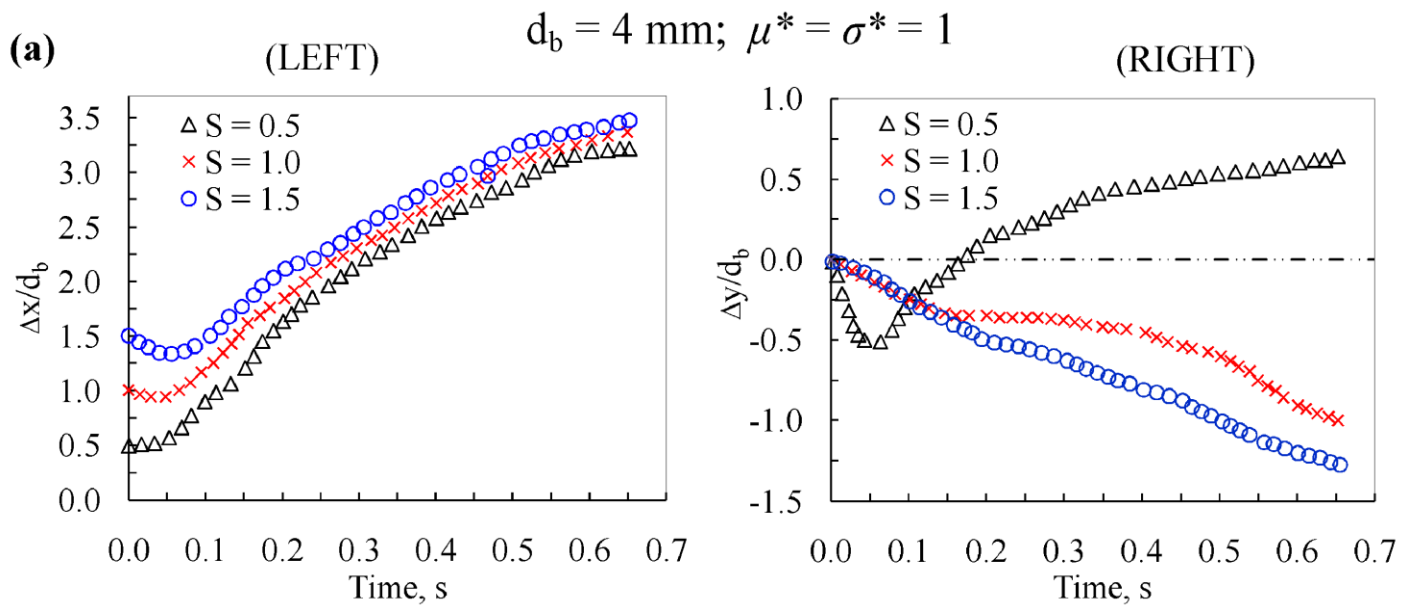 (a)
d_b = 4 mm; μ* = σ* = 1
(LEFT)
(RIGHT)
Δx/d_b
3.5
3.0
2.5
2.0
1.5
1.0
0.5
0.0
△ S = 0.5
× S = 1.0
○ S = 1.5
0.0 0.1 0.2 0.3 0.4 0.5 0.6 0.7
Time, s
Δy/d_b
1.0
0.5
0.0
-0.5
-1.0
-1.5
△ S = 0.5
× S = 1.0
○ S = 1.5
0.0 0.1 0.2 0.3 0.4 0.5 0.6 0.7
Time, s